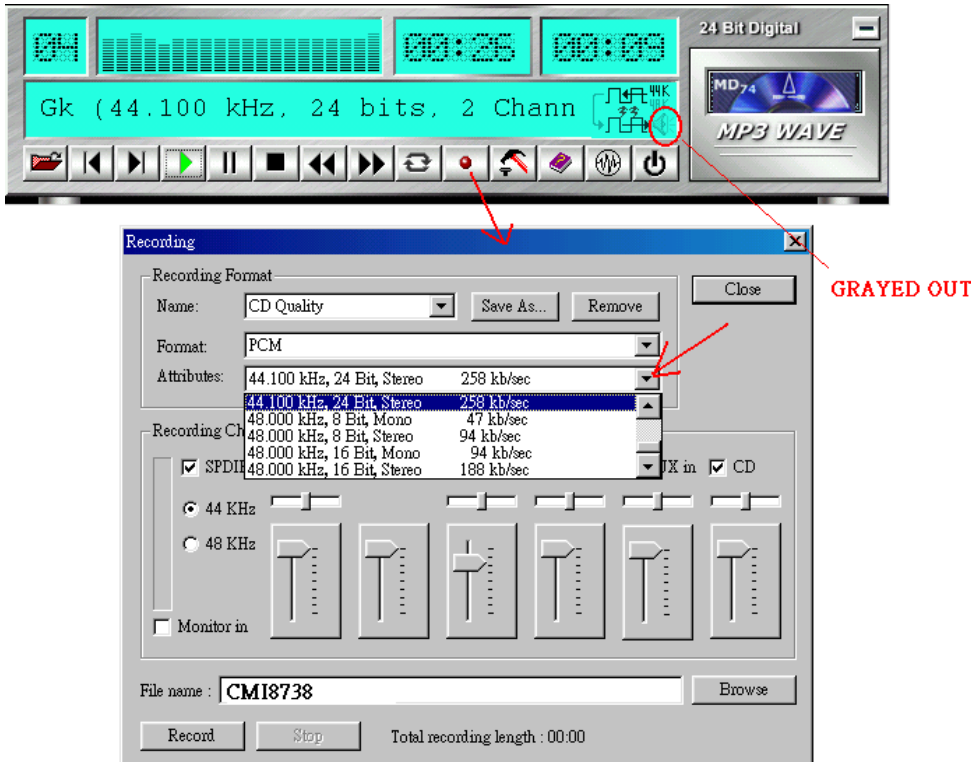 24 Bit Digital
04 00:26 00:09
44K
48K
MD74
Gk (44.100 kHz, 24 bits, 2 Chann
MP3 WAVE
Recording
GRAYED OUT
Recording Format
Close
Name: CD Quality Save As... Remove
Format: PCM
Attributes: 44.100 kHz, 24 Bit, Stereo 258 kb/sec
44.100 kHz, 24 Bit, Stereo 258 kb/sec
48.000 kHz, 8 Bit, Mono 47 kb/sec
48.000 kHz, 8 Bit, Stereo 94 kb/sec
48.000 kHz, 16 Bit, Mono 94 kb/sec
48.000 kHz, 16 Bit, Stereo 188 kb/sec
Recording Ch
SPDI UX in CD
44 KHz
48 KHz
Monitor in
File name : CMI8738 Browse
Record Stop Total recording length : 00:00